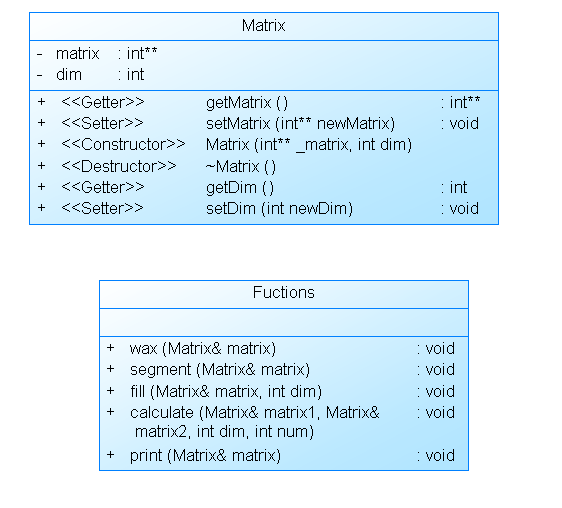 Matrix
- matrix : int**
- dim : int
+ <<Getter>> getMatrix () : int**
+ <<Setter>> setMatrix (int** newMatrix) : void
+ <<Constructor>> Matrix (int** _matrix, int dim)
+ <<Destructor>> ~Matrix ()
+ <<Getter>> getDim () : int
+ <<Setter>> setDim (int newDim) : void
Fuctions
+ wax (Matrix& matrix) : void
+ segment (Matrix& matrix) : void
+ fill (Matrix& matrix, int dim) : void
+ calculate (Matrix& matrix1, Matrix& : void
matrix2, int dim, int num)
+ print (Matrix& matrix) : void